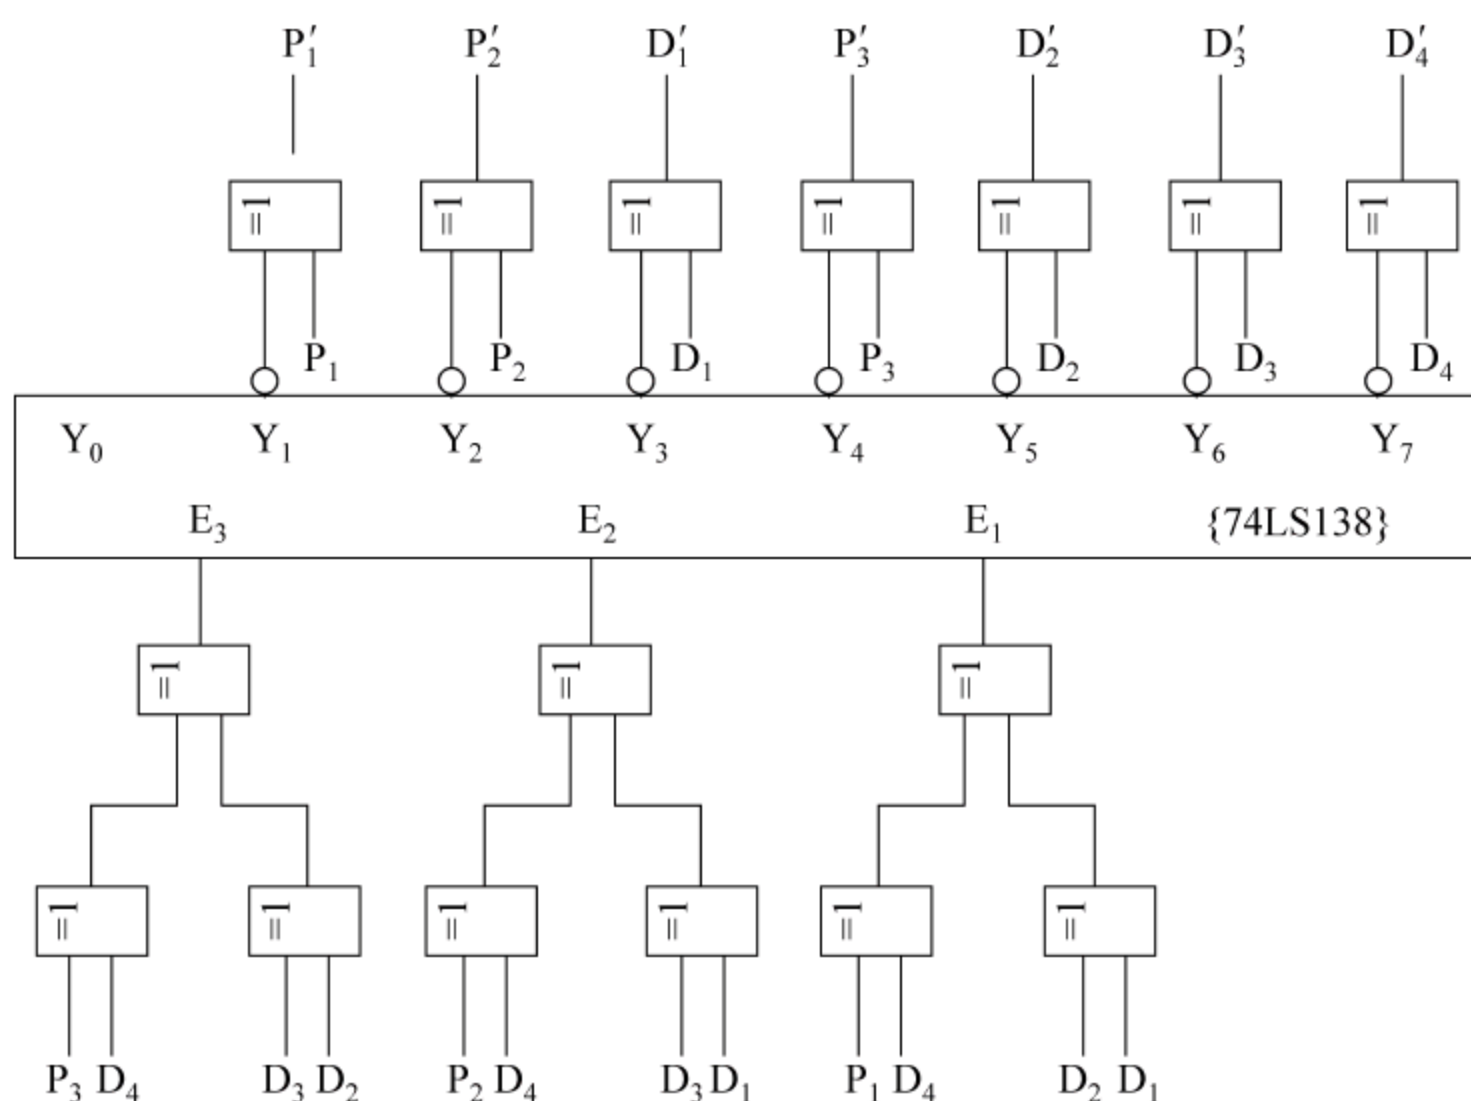 P′₁ P′₂ D′₁ P′₃ D′₂ D′₃ D′₄
=1 =1 =1 =1 =1 =1 =1
P₁ P₂ D₁ P₃ D₂ D₃ D₄
Y₀ Y₁ Y₂ Y₃ Y₄ Y₅ Y₆ Y₇
E₃ E₂ E₁ {74LS138}
=1 =1 =1
=1 =1 =1 =1 =1 =1
P₃ D₄ D₃ D₂ P₂ D₄ D₃ D₁ P₁ D₄ D₂ D₁